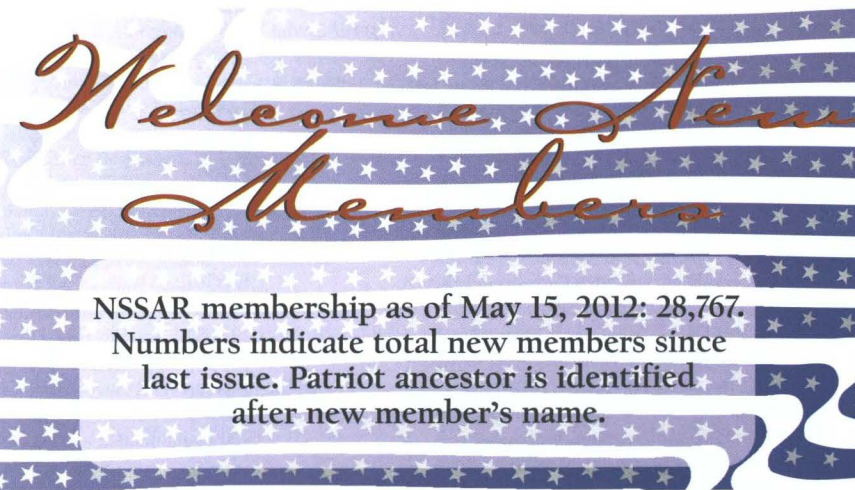 Welcome New
Members
NSSAR membership as of May 15, 2012: 28,767.
Numbers indicate total new members since
last issue. Patriot ancestor is identified
after new member's name.